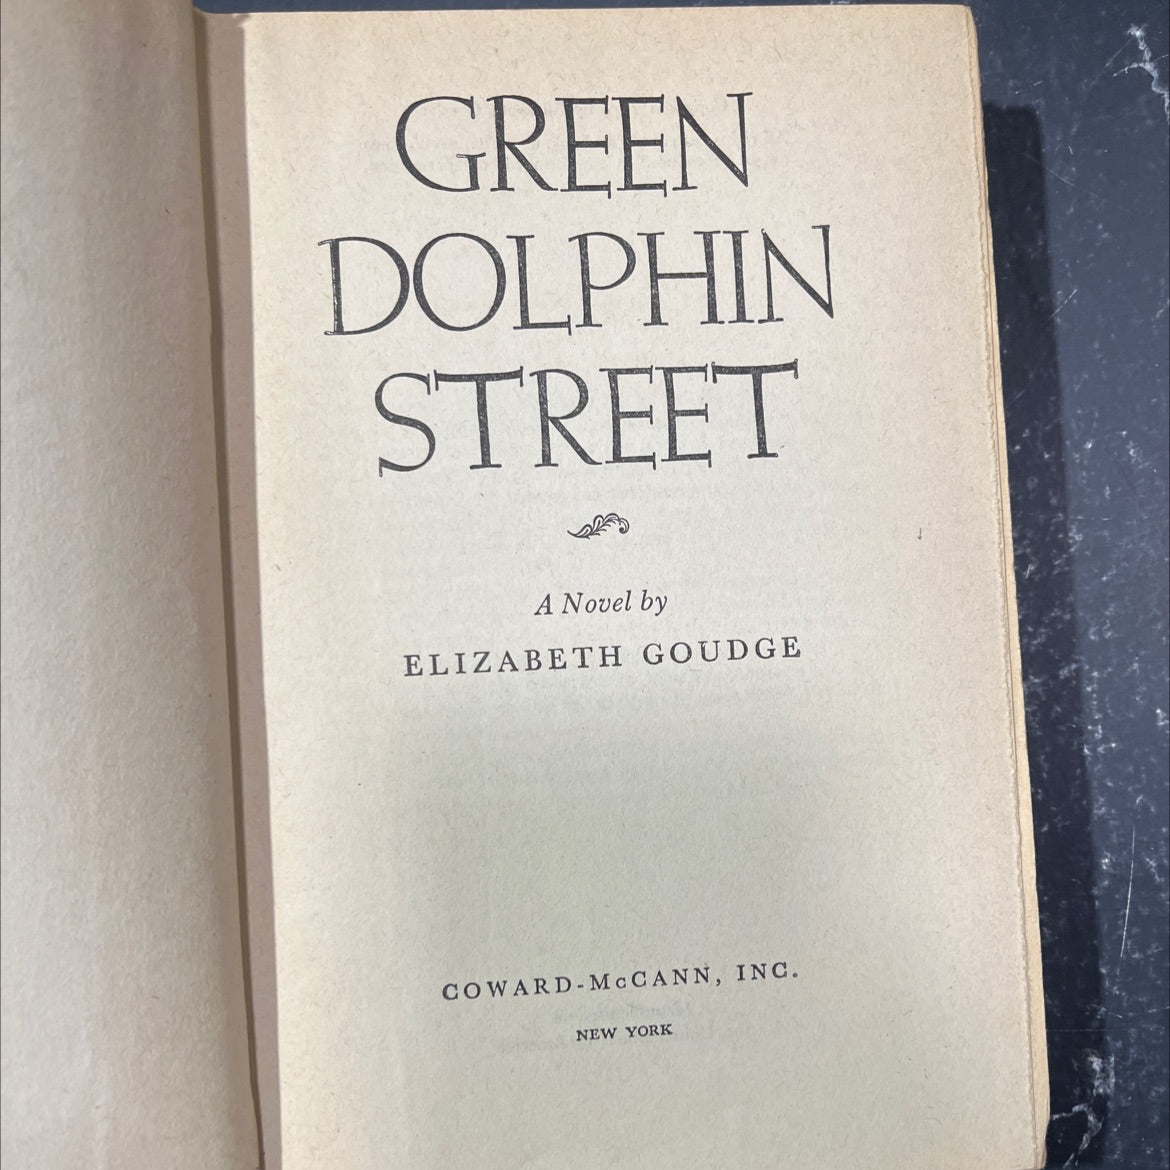 GREEN
DOLPHIN
STREET
A Novel by
ELIZABETH GOUDGE
COWARD-McCANN, INC.
NEW YORK